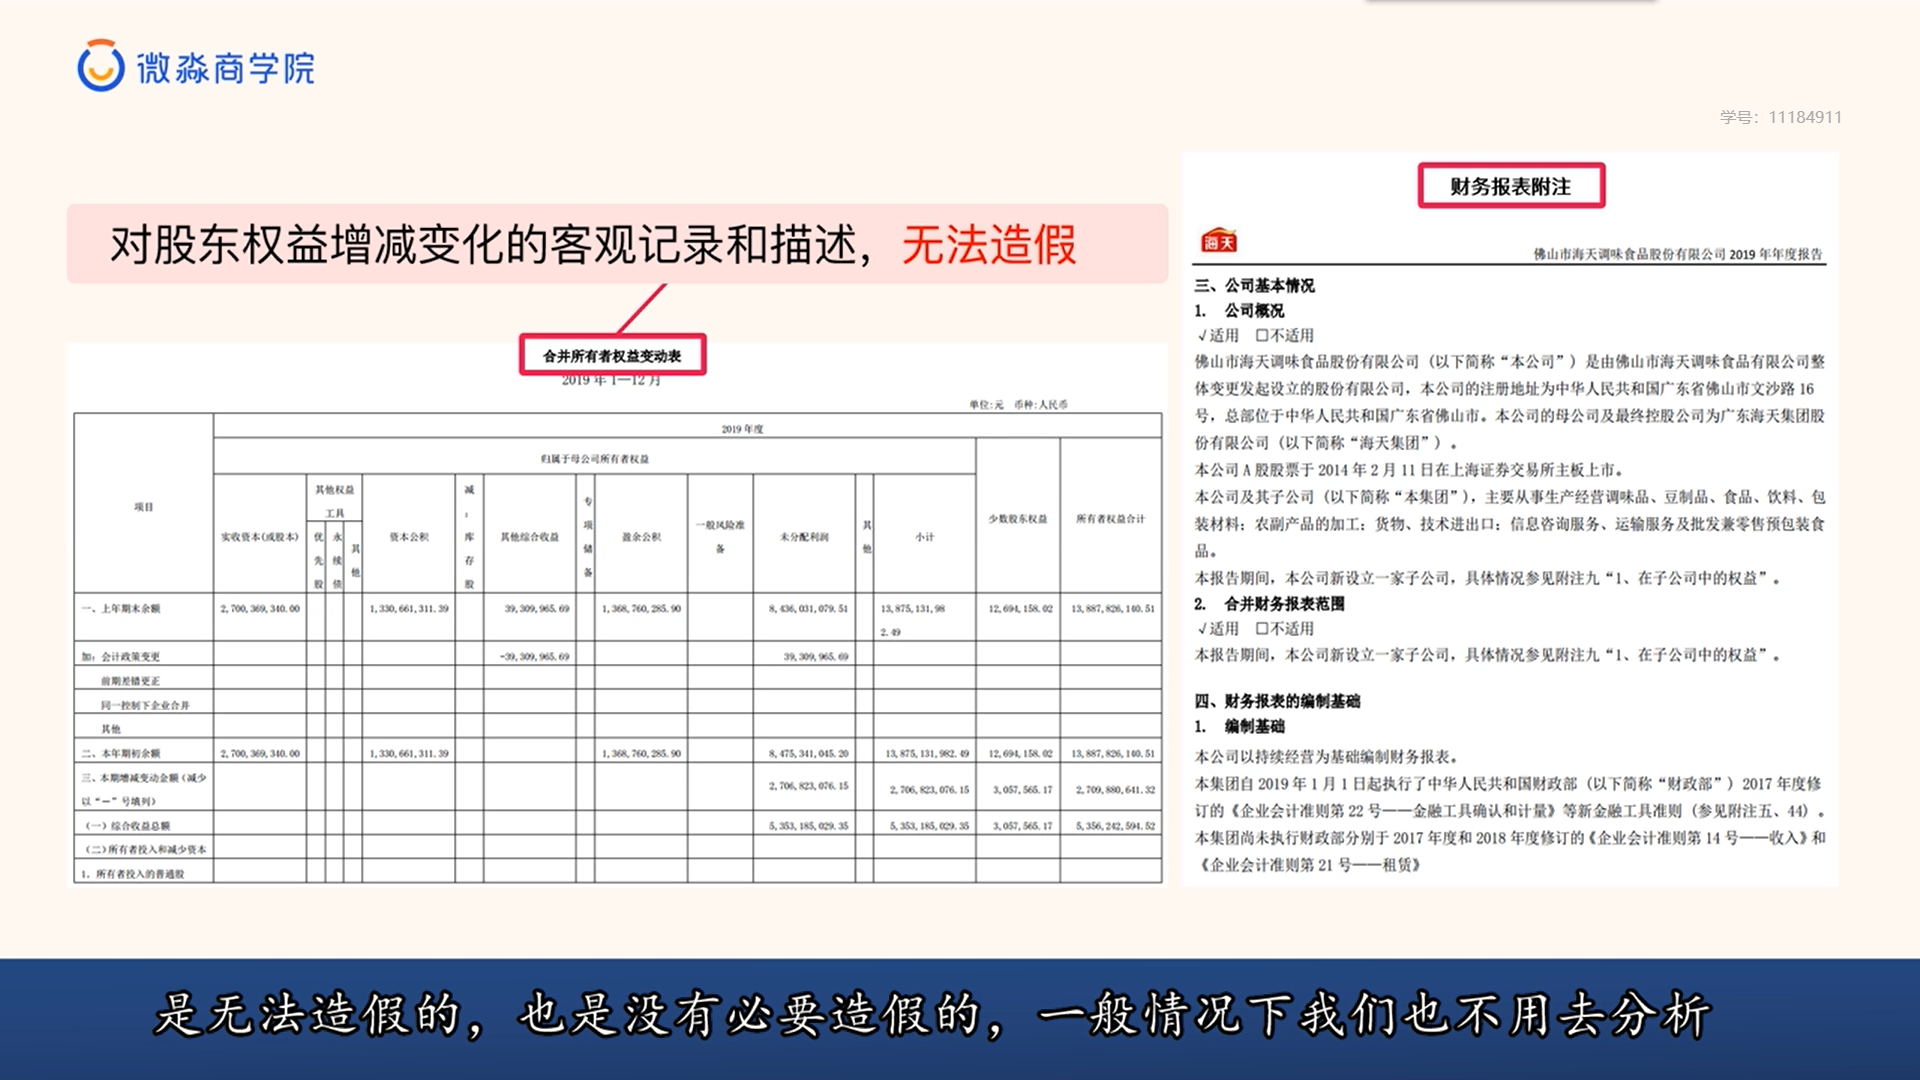 微淼商学院
学号：11184911
对股东权益增减变化的客观记录和描述，无法造假
合并所有者权益变动表
2019 年 1—12 月
单位:元 币种:人民币
项目
2019 年度
归属于母公司所有者权益
少数股东权益
所有者权益合计
实收资本(或股本)
其他权益工具
优先股
永续债
其他
资本公积
减：库存股
其他综合收益
专项储备
盈余公积
一般风险准备
未分配利润
其他
小计
一、上年期末余额 2,700,369,340.00 1,330,661,311.39 39,309,965.69 1,368,760,285.90 8,436,031,079.51 13,875,131,982.49 12,694,158.02 13,887,826,140.51
加：会计政策变更 -39,309,965.69 39,309,965.69
前期差错更正
同一控制下企业合并
其他
二、本年期初余额 2,700,369,340.00 1,330,661,311.39 1,368,760,285.90 8,475,341,045.20 13,875,131,982.49 12,694,158.02 13,887,826,140.51
三、本期增减变动金额（减少以“－”号填列） 2,706,823,076.15 2,706,823,076.15 3,057,565.17 2,709,880,641.32
（一）综合收益总额 5,353,185,029.35 5,353,185,029.35 3,057,565.17 5,356,242,594.52
（二）所有者投入和减少资本
1．所有者投入的普通股
财务报表附注
海天
佛山市海天调味食品股份有限公司 2019 年年度报告
三、公司基本情况
1. 公司概况
√适用 □不适用
佛山市海天调味食品股份有限公司（以下简称“本公司”）是由佛山市海天调味食品有限公司整
体变更发起设立的股份有限公司，本公司的注册地址为中华人民共和国广东省佛山市文沙路 16
号，总部位于中华人民共和国广东省佛山市。本公司的母公司及最终控股公司为广东海天集团股
份有限公司（以下简称“海天集团”）。
本公司 A 股股票于 2014 年 2 月 11 日在上海证券交易所主板上市。
本公司及其子公司（以下简称“本集团”），主要从事生产经营调味品、豆制品、食品、饮料、包
装材料；农副产品的加工；货物、技术进出口；信息咨询服务、运输服务及批发兼零售预包装食
品。
本报告期间，本公司新设立一家子公司，具体情况参见附注九“1、在子公司中的权益”。
2. 合并财务报表范围
√适用 □不适用
本报告期间，本公司新设立一家子公司，具体情况参见附注九“1、在子公司中的权益”。
四、财务报表的编制基础
1. 编制基础
本公司以持续经营为基础编制财务报表。
本集团自 2019 年 1 月 1 日起执行了中华人民共和国财政部（以下简称“财政部”）2017 年度修
订的《企业会计准则第 22 号——金融工具确认和计量》等新金融工具准则（参见附注五、44）。
本集团尚未执行财政部分别于 2017 年度和 2018 年度修订的《企业会计准则第 14 号——收入》和
《企业会计准则第 21 号——租赁》
是无法造假的，也是没有必要造假的，一般情况下我们也不用去分析